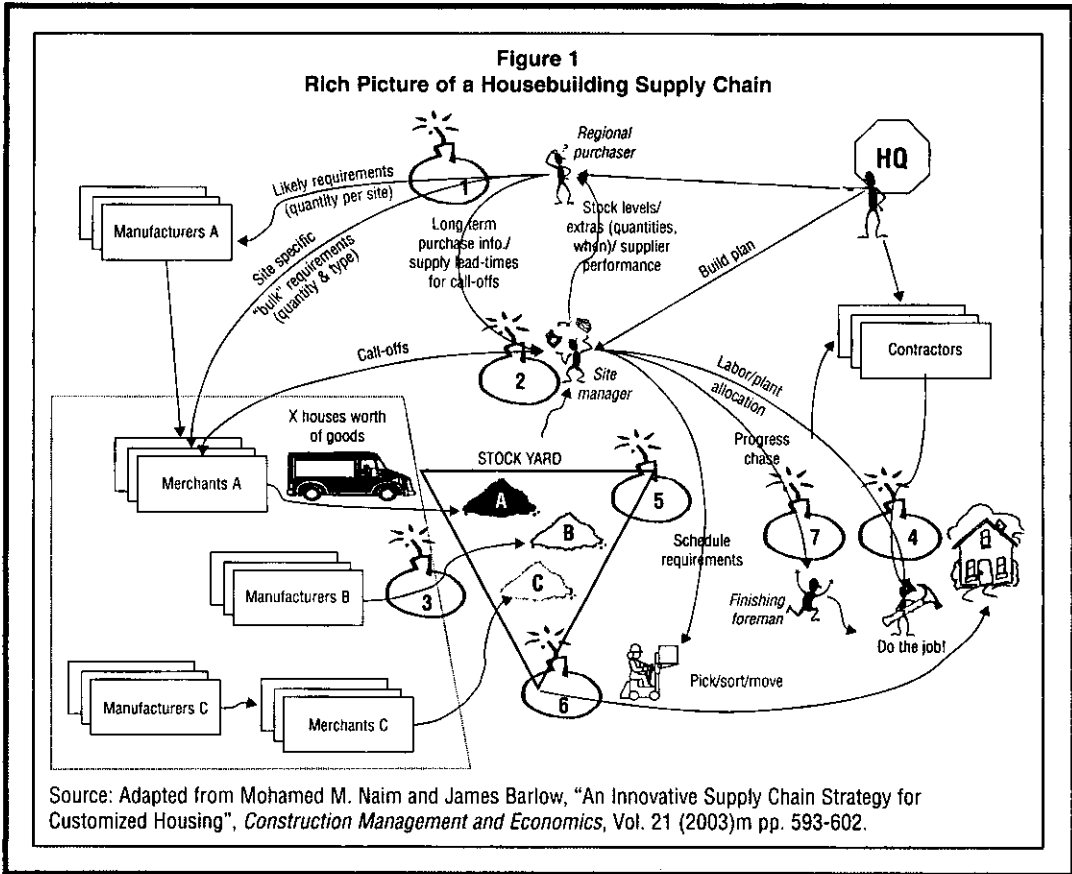 Figure 1
Rich Picture of a Housebuilding Supply Chain
Regional
purchaser
HQ
1
Likely requirements
(quantity per site)
Manufacturers A
Long term
purchase info./
supply lead-times
for call-offs
Stock levels/
extras (quantities,
when)/ supplier
performance
Build plan
Site specific
"bulk" requirements
(quantity & type)
Contractors
Call-offs
2
Site
manager
Labor/plant
allocation
Progress
chase
X houses worth
of goods
Merchants A
STOCK YARD
A
5
B
7
4
Schedule
requirements
Manufacturers B
3
C
Finishing
foreman
Do the job!
Pick/sort/move
6
Manufacturers C
Merchants C
Source: Adapted from Mohamed M. Naim and James Barlow, "An Innovative Supply Chain Strategy for
Customized Housing", Construction Management and Economics, Vol. 21 (2003)m pp. 593-602.